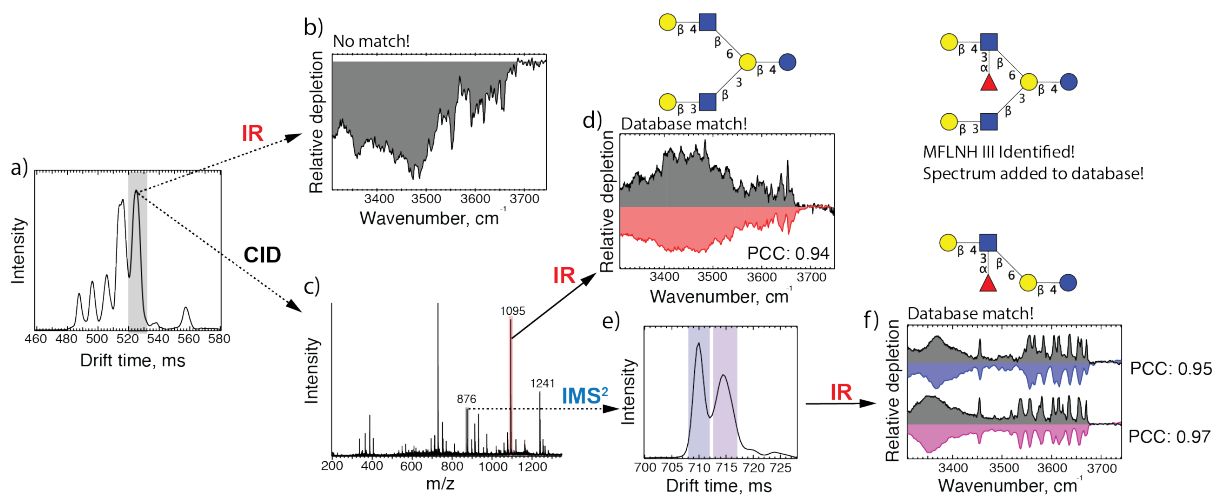 a)
Intensity
460 480 500 520 540 560 580
Drift time, ms
IR
CID
b)
No match!
Relative depletion
3400 3500 3600 3700
Wavenumber, cm⁻¹
c)
Intensity
876
1095
1241
200 400 600 800 1000 1200
m/z
IR
IMS²
β 4
β
6
β 4
β
3
β 3
d)
Database match!
Relative depletion
PCC: 0.94
3400 3500 3600 3700
Wavenumber, cm⁻¹
β 4
3
α
β
6
β 4
3
β
β 3
MFLNH III Identified!
Spectrum added to database!
e)
Intensity
700 705 710 715 720 725
Drift time, ms
IR
β 4
3
α
β
6
β 4
f)
Database match!
Relative depletion
PCC: 0.95
PCC: 0.97
3400 3500 3600 3700
Wavenumber, cm⁻¹